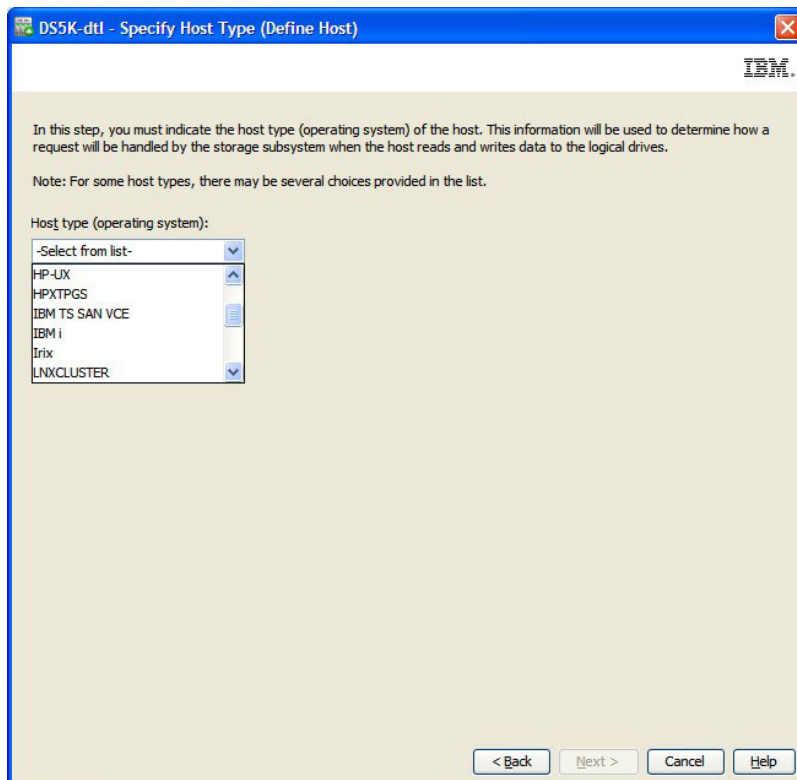 DS5K-dtl - Specify Host Type (Define Host)
IBM.
In this step, you must indicate the host type (operating system) of the host. This information will be used to determine how a
request will be handled by the storage subsystem when the host reads and writes data to the logical drives.
Note: For some host types, there may be several choices provided in the list.
Host type (operating system):
-Select from list-
HP-UX
HPXTPGS
IBM TS SAN VCE
IBM i
Irix
LNXCLUSTER
< Back Next > Cancel Help